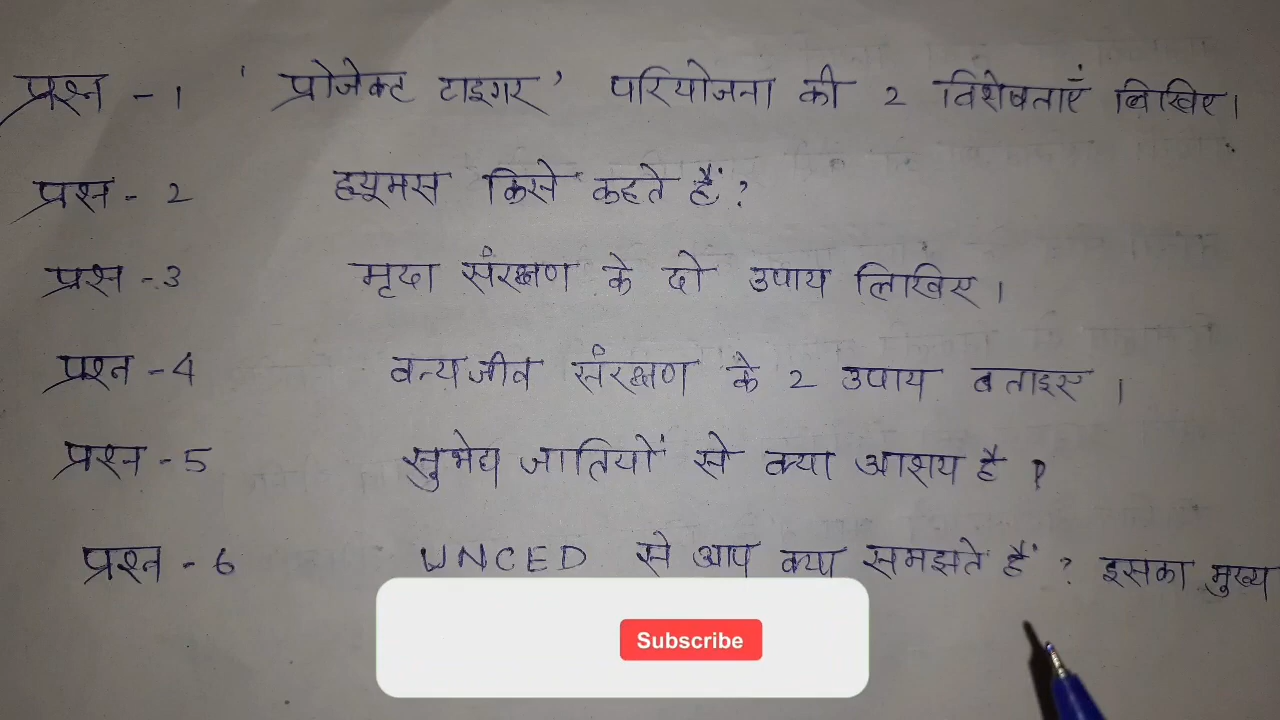 प्रश्न - 1 ' प्रोजेक्ट टाइगर ' परियोजना की 2 विशेषताएँ लिखिए।
प्रश्न - 2 ह्यूमस किसे कहते हैं ?
प्रश्न - 3 मृदा संरक्षण के दो उपाय लिखिए ।
प्रश्न - 4 वन्यजीव संरक्षण के 2 उपाय बताइए ।
प्रश्न - 5 सुभेद्य जातियों से क्या आशय है ?
प्रश्न - 6 UNCED से आप क्या समझते हैं ? इसका मुख्य
Subscribe